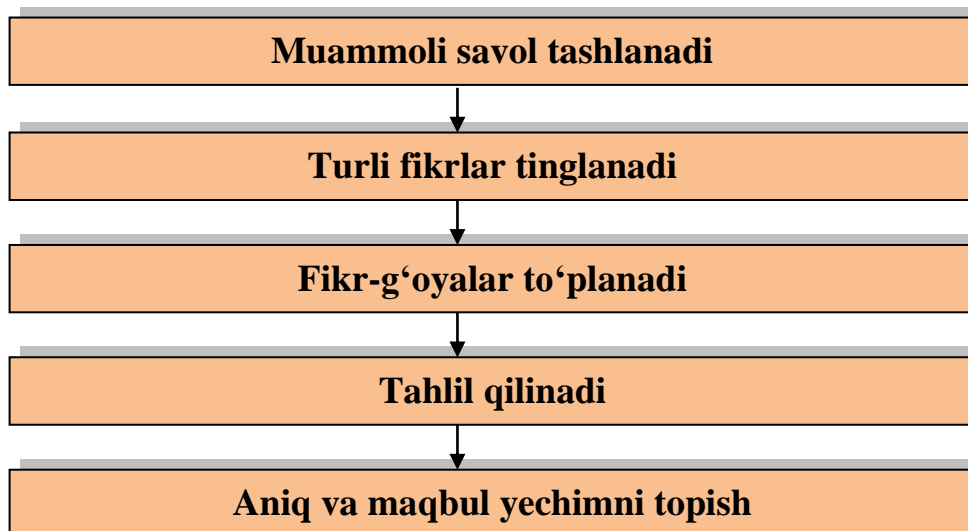 Muammoli savol tashlanadi
Turli fikrlar tinglanadi
Fikr-g‘oyalar to‘planadi
Tahlil qilinadi
Aniq va maqbul yechimni topish